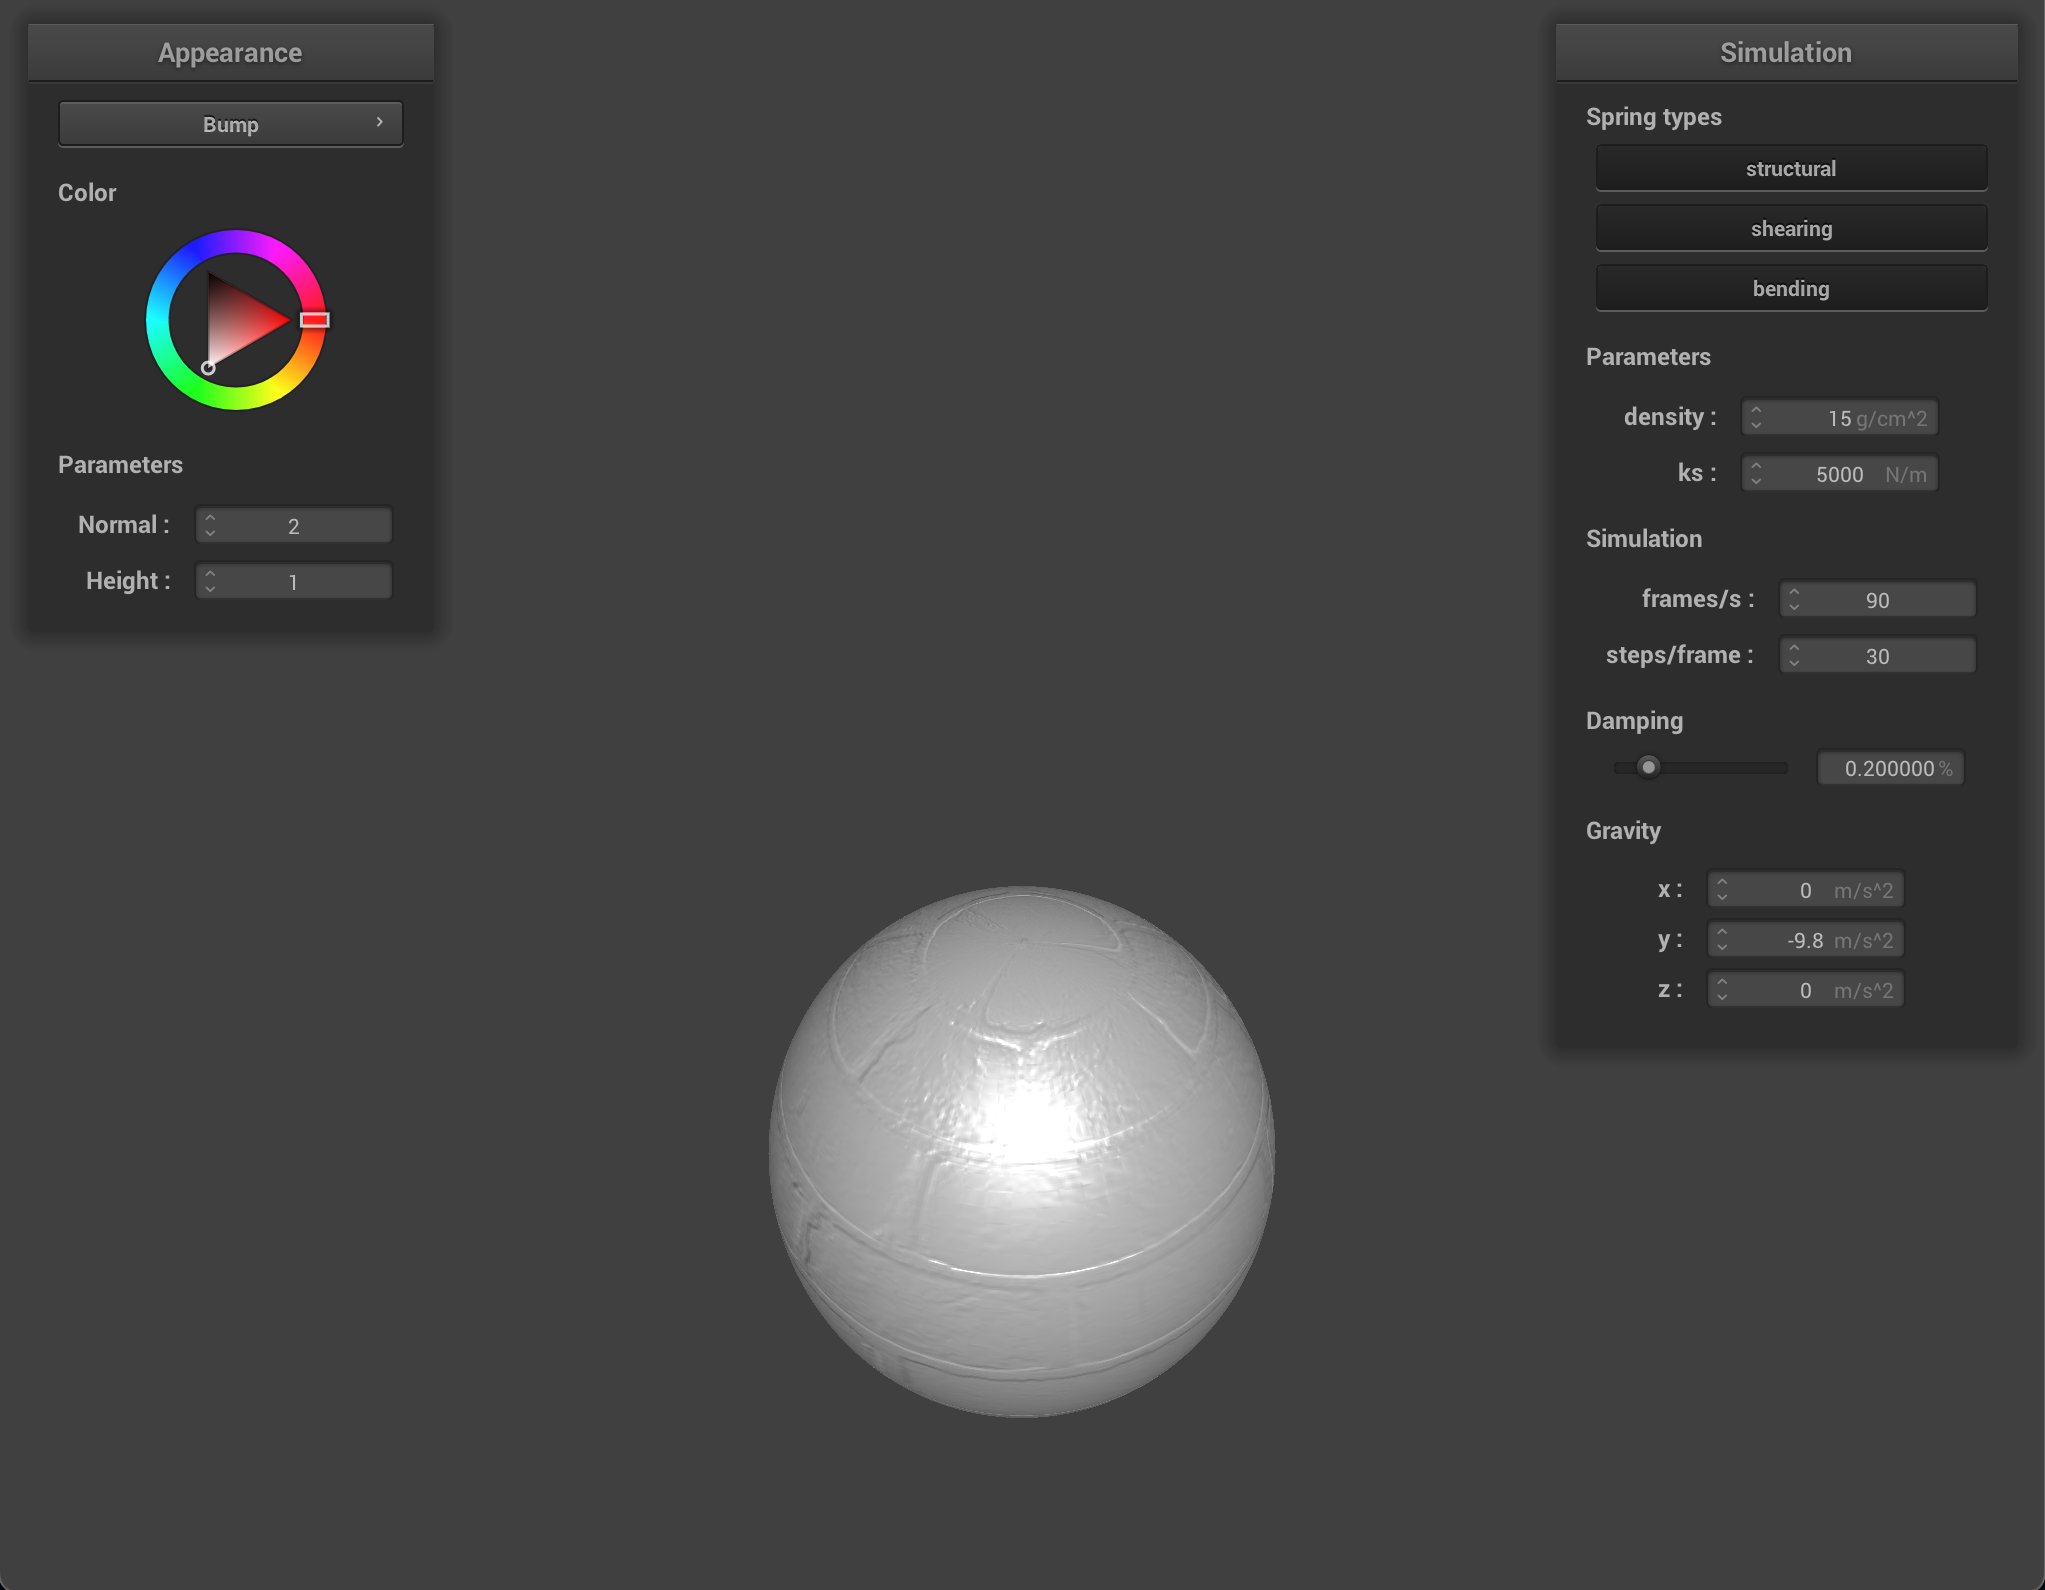 Appearance
Bump
Color
Parameters
Normal : 2
Height : 1
Simulation
Spring types
structural
shearing
bending
Parameters
density : 15 g/cm^2
ks : 5000 N/m
Simulation
frames/s : 90
steps/frame : 30
Damping
0.200000 %
Gravity
x : 0 m/s^2
y : -9.8 m/s^2
z : 0 m/s^2